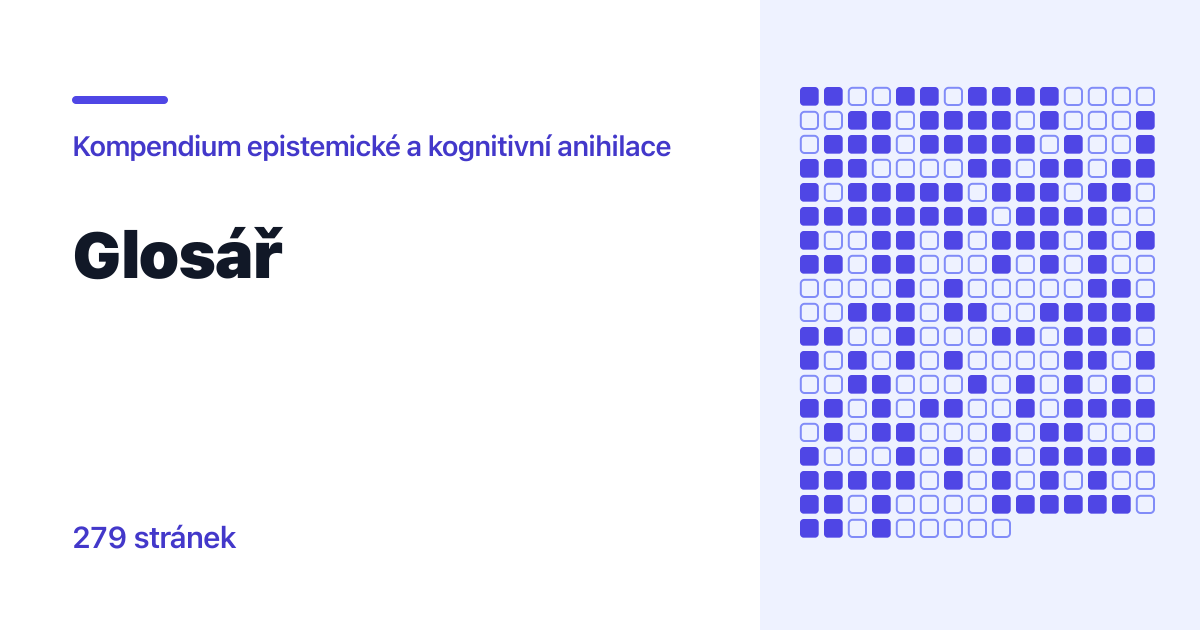 Kompendium epistemické a kognitivní anihilace
Glosář
279 stránek